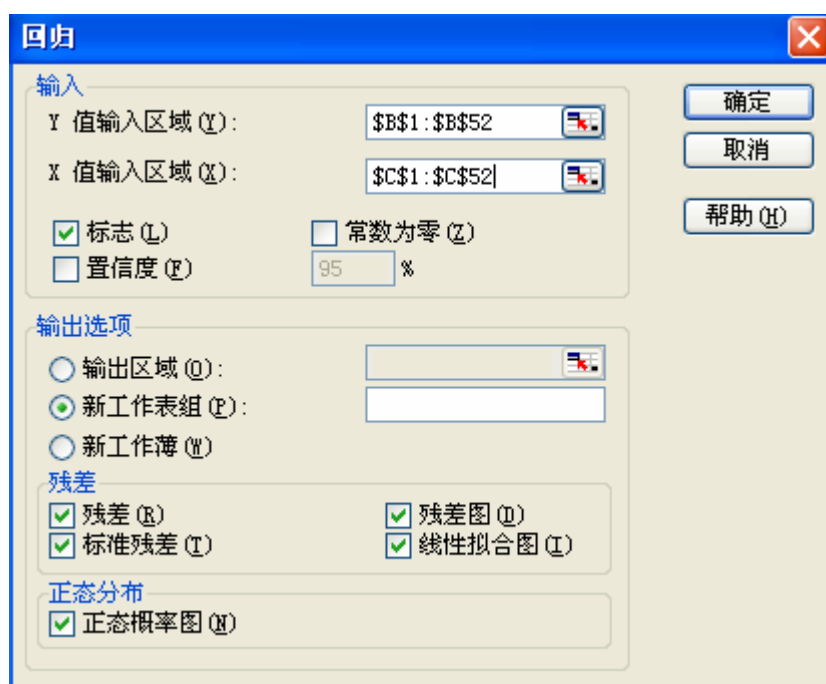 回归
输入
Y 值输入区域(Y):
$B$1:$B$52
X 值输入区域(X):
$C$1:$C$52
标志(L)
常数为零(Z)
置信度(F)
95
%
确定
取消
帮助(H)
输出选项
输出区域(O):
新工作表组(P):
新工作薄(W)
残差
残差(R)
残差图(D)
标准残差(T)
线性拟合图(I)
正态分布
正态概率图(N)